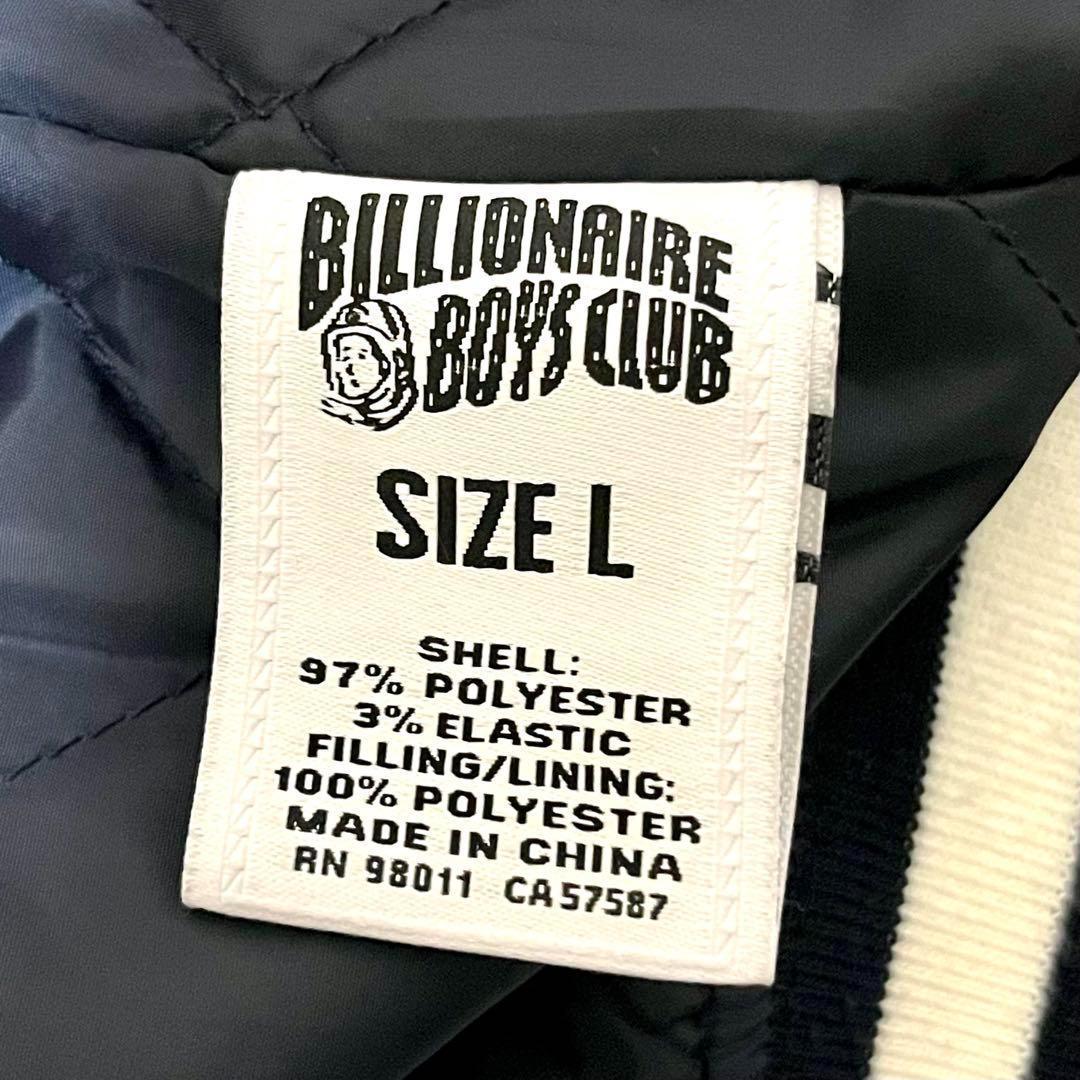 BILLIONAIRE
BOYS CLUB
SIZE L
SHELL:
97% POLYESTER
3% ELASTIC
FILLING/LINING:
100% POLYESTER
MADE IN CHINA
RN 98011 CA57587